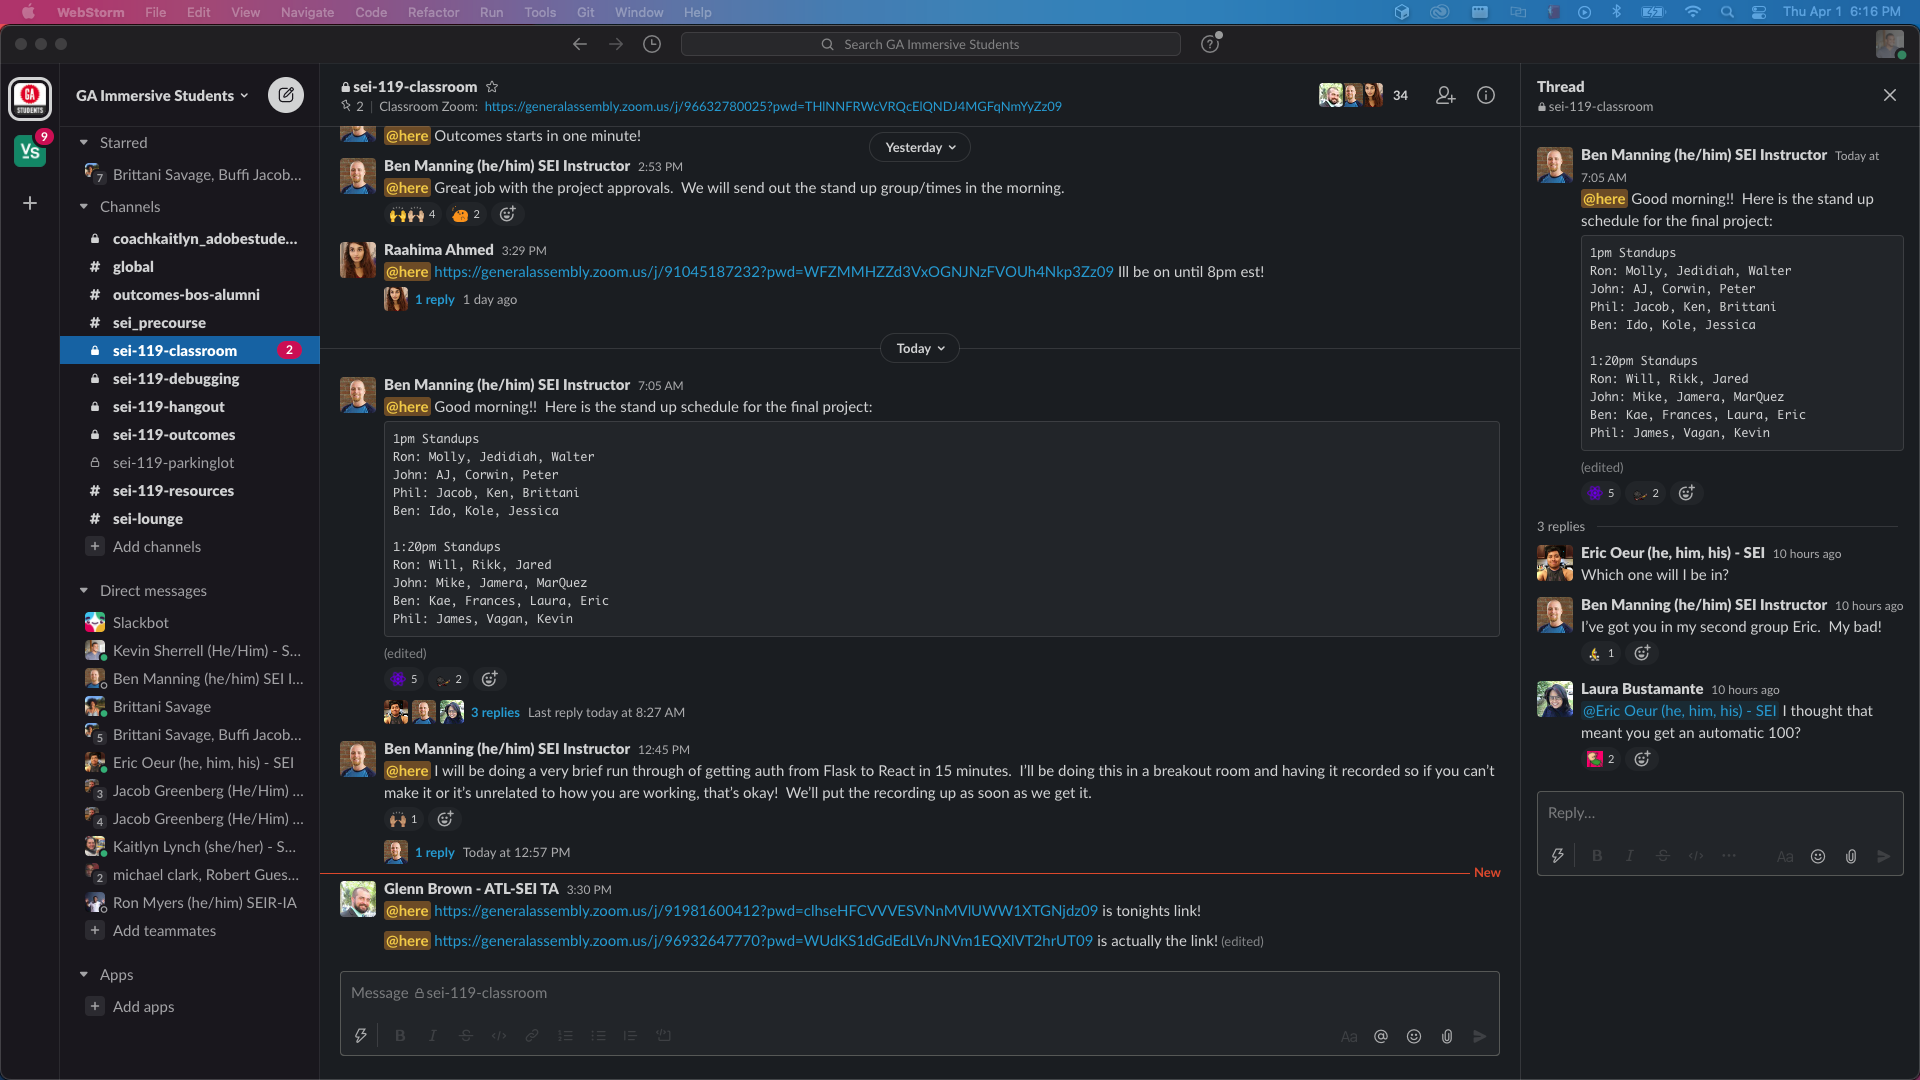 WebStorm File Edit View Navigate Code Refactor Run Tools Git Window Help Thu Apr 1 6:16 PM
Search GA Immersive Students
GA STUDENTS
VS
9
GA Immersive Students
Starred
7 Brittani Savage, Buffi Jacob...
Channels
coachkaitlyn_adobestude...
# global
# outcomes-bos-alumni
# sei_precourse
sei-119-classroom 2
sei-119-debugging
sei-119-hangout
sei-119-outcomes
sei-119-parkinglot
# sei-119-resources
# sei-lounge
+ Add channels
Direct messages
Slackbot
Kevin Sherrell (He/Him) - S...
Ben Manning (he/him) SEI I...
Brittani Savage
5 Brittani Savage, Buffi Jacob...
Eric Oeur (he, him, his) - SEI
3 Jacob Greenberg (He/Him) ...
4 Jacob Greenberg (He/Him) ...
Kaitlyn Lynch (she/her) - S...
2 michael clark, Robert Gues...
Ron Myers (he/him) SEIR-IA
+ Add teammates
Apps
+ Add apps
sei-119-classroom
2 | Classroom Zoom: https://generalassembly.zoom.us/j/96632780025?pwd=THlNNFRWcVRQcElQNDJ4MGFqNmYyZz09
34
@here Outcomes starts in one minute!
Yesterday
Ben Manning (he/him) SEI Instructor 2:53 PM
@here Great job with the project approvals. We will send out the stand up group/times in the morning.
4 2
Raahima Ahmed 3:29 PM
@here https://generalassembly.zoom.us/j/91045187232?pwd=WFZMMHZZd3VxOGNJNzFVOUh4Nkp3Zz09 Ill be on until 8pm est!
1 reply 1 day ago
Today
Ben Manning (he/him) SEI Instructor 7:05 AM
@here Good morning!! Here is the stand up schedule for the final project:
1pm Standups
Ron: Molly, Jedidiah, Walter
John: AJ, Corwin, Peter
Phil: Jacob, Ken, Brittani
Ben: Ido, Kole, Jessica
1:20pm Standups
Ron: Will, Rikk, Jared
John: Mike, Jamera, MarQuez
Ben: Kae, Frances, Laura, Eric
Phil: James, Vagan, Kevin
(edited)
5 2
3 replies Last reply today at 8:27 AM
Ben Manning (he/him) SEI Instructor 12:45 PM
@here I will be doing a very brief run through of getting auth from Flask to React in 15 minutes. I'll be doing this in a breakout room and having it recorded so if you can't
make it or it's unrelated to how you are working, that's okay! We'll put the recording up as soon as we get it.
1
1 reply Today at 12:57 PM
New
Glenn Brown - ATL-SEI TA 3:30 PM
@here https://generalassembly.zoom.us/j/91981600412?pwd=clhseHFCVVVESVNnMVlUWW1XTGNjdz09 is tonights link!
@here https://generalassembly.zoom.us/j/96932647770?pwd=WUdKS1dGdEdLVnJNVm1EQXlVT2hrUT09 is actually the link! (edited)
Message sei-119-classroom
B I S Aa @
Thread
sei-119-classroom
Ben Manning (he/him) SEI Instructor Today at
7:05 AM
@here Good morning!! Here is the stand up
schedule for the final project:
1pm Standups
Ron: Molly, Jedidiah, Walter
John: AJ, Corwin, Peter
Phil: Jacob, Ken, Brittani
Ben: Ido, Kole, Jessica
1:20pm Standups
Ron: Will, Rikk, Jared
John: Mike, Jamera, MarQuez
Ben: Kae, Frances, Laura, Eric
Phil: James, Vagan, Kevin
(edited)
5 2
3 replies
Eric Oeur (he, him, his) - SEI 10 hours ago
Which one will I be in?
Ben Manning (he/him) SEI Instructor 10 hours ago
I've got you in my second group Eric. My bad!
1
Laura Bustamante 10 hours ago
@Eric Oeur (he, him, his) - SEI I thought that
meant you get an automatic 100?
2
Reply...
B I S Aa